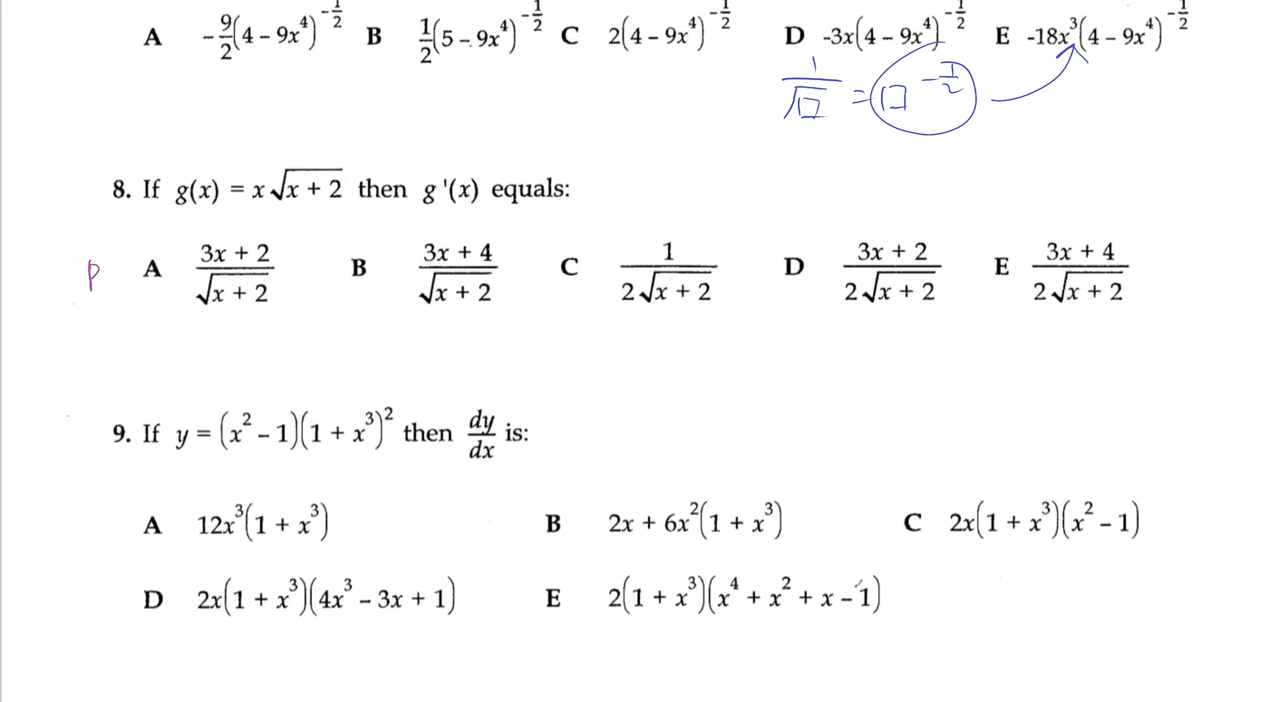 A -9/2(4 - 9x⁴)^(-1/2) B 1/2(5 - 9x⁴)^(-1/2) C 2(4 - 9x⁴)^(-1/2) D -3x(4 - 9x⁴)^(-1/2) E -18x³(4 - 9x⁴)^(-1/2)
1/√□ = □^(-1/2)
8. If g(x) = x√(x + 2) then g '(x) equals:
p A (3x + 2)/√(x + 2) B (3x + 4)/√(x + 2) C 1/(2√(x + 2)) D (3x + 2)/(2√(x + 2)) E (3x + 4)/(2√(x + 2))
9. If y = (x² - 1)(1 + x³)² then dy/dx is:
A 12x³(1 + x³) B 2x + 6x²(1 + x³) C 2x(1 + x³)(x² - 1)
D 2x(1 + x³)(4x³ - 3x + 1) E 2(1 + x³)(x⁴ + x² + x - 1)